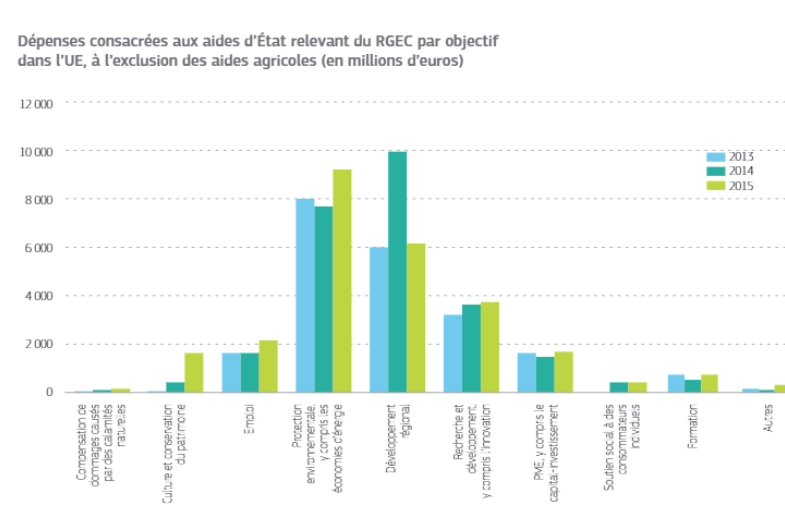 Dépenses consacrées aux aides d'État relevant du RGEC par objectif
dans l'UE, à l'exclusion des aides agricoles (en millions d'euros)
12 000
10 000
8 000
6 000
4 000
2 000
0
2013
2014
2015
Compensation de
dommages causés
par des calamités
naturelles
Culture et conservation
du patrimoine
Emploi
Protection
environnementale,
y compris les
économies d'énergie
Développement
régional
Recherche et
développement,
y compris l'innovation
PME, y compris le
capital-investissement
Soutien social à des
consommateurs
individuels
Formation
Autres